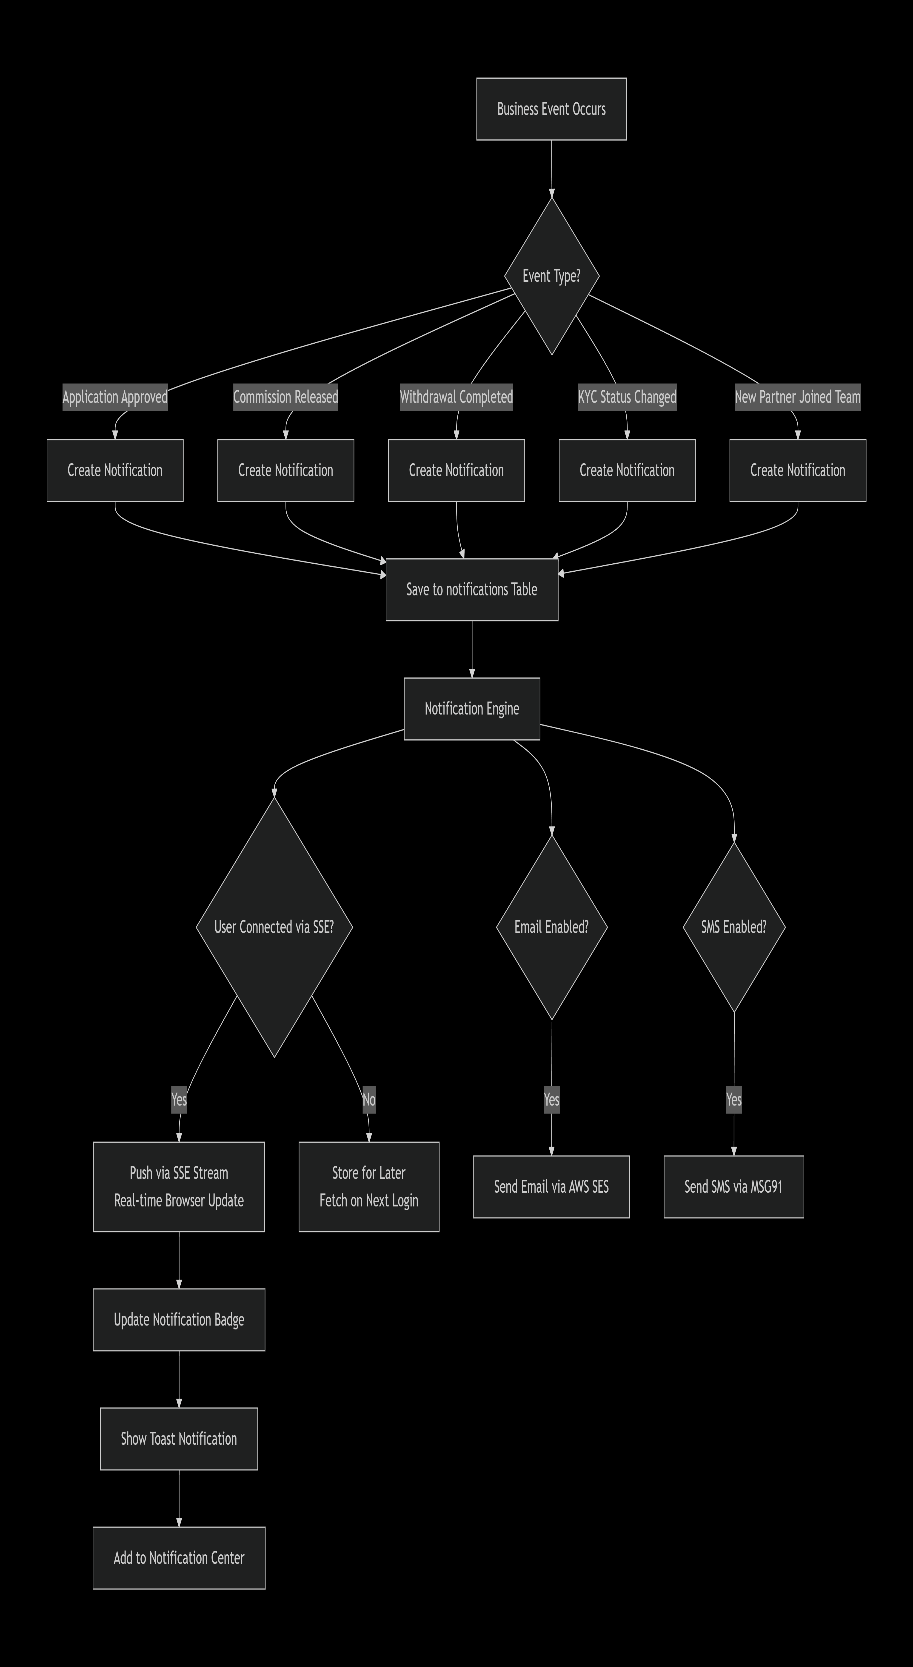 Business Event Occurs
Event Type?
Application Approved
Commission Released
Withdrawal Completed
KYC Status Changed
New Partner Joined Team
Create Notification
Create Notification
Create Notification
Create Notification
Create Notification
Save to notifications Table
Notification Engine
User Connected via SSE?
Email Enabled?
SMS Enabled?
Yes
No
Yes
Yes
Push via SSE Stream
Real-time Browser Update
Store for Later
Fetch on Next Login
Send Email via AWS SES
Send SMS via MSG91
Update Notification Badge
Show Toast Notification
Add to Notification Center